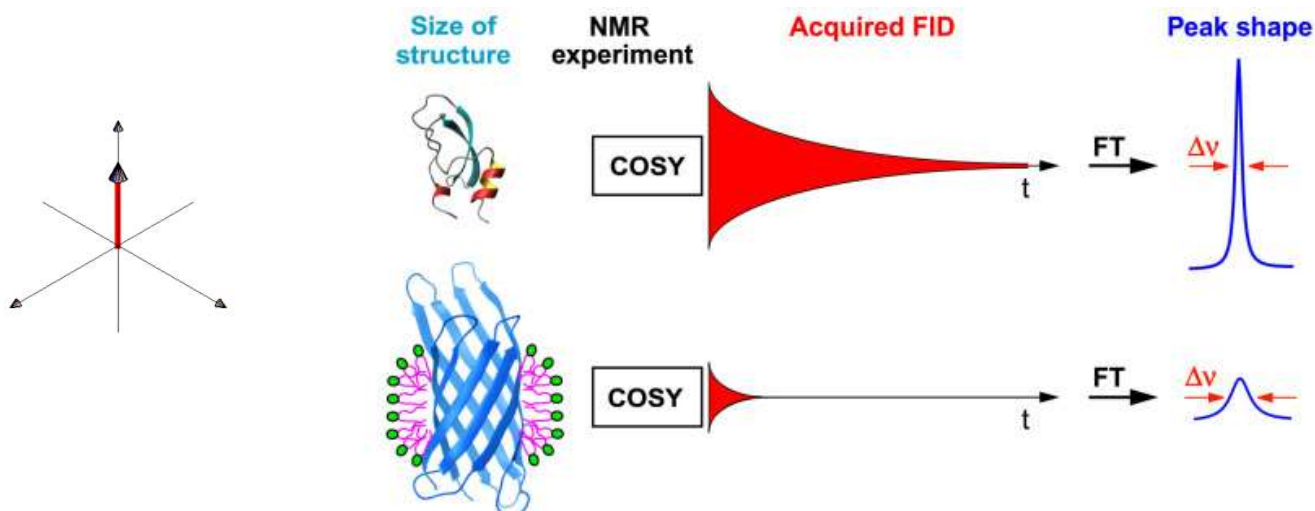 Size of
structure
NMR
experiment
Acquired FID
Peak shape
COSY
t
FT
Δν
COSY
t
FT
Δν